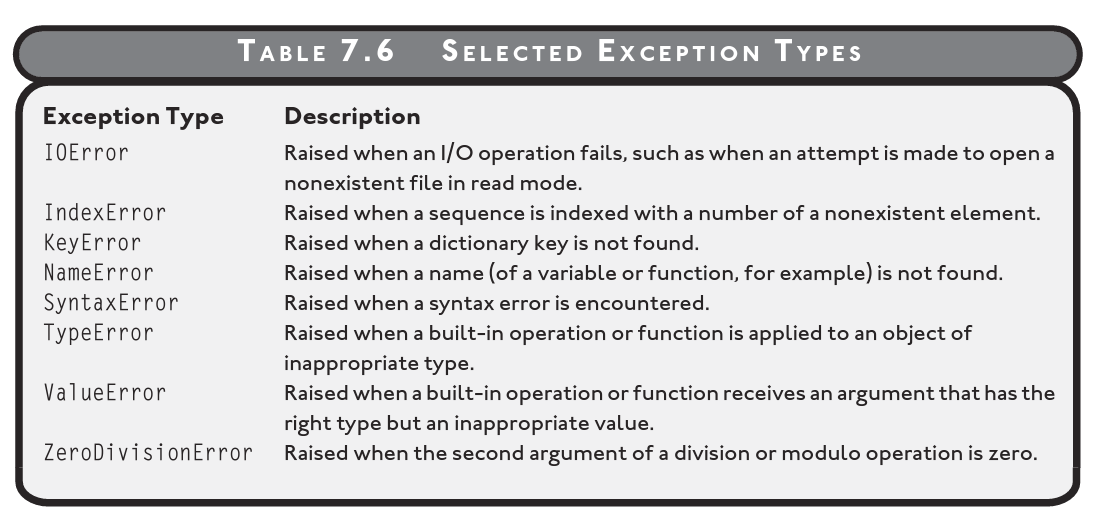 TABLE 7.6 SELECTED EXCEPTION TYPES
Exception Type Description
IOError Raised when an I/O operation fails, such as when an attempt is made to open a
nonexistent file in read mode.
IndexError Raised when a sequence is indexed with a number of a nonexistent element.
KeyError Raised when a dictionary key is not found.
NameError Raised when a name (of a variable or function, for example) is not found.
SyntaxError Raised when a syntax error is encountered.
TypeError Raised when a built-in operation or function is applied to an object of
inappropriate type.
ValueError Raised when a built-in operation or function receives an argument that has the
right type but an inappropriate value.
ZeroDivisionError Raised when the second argument of a division or modulo operation is zero.